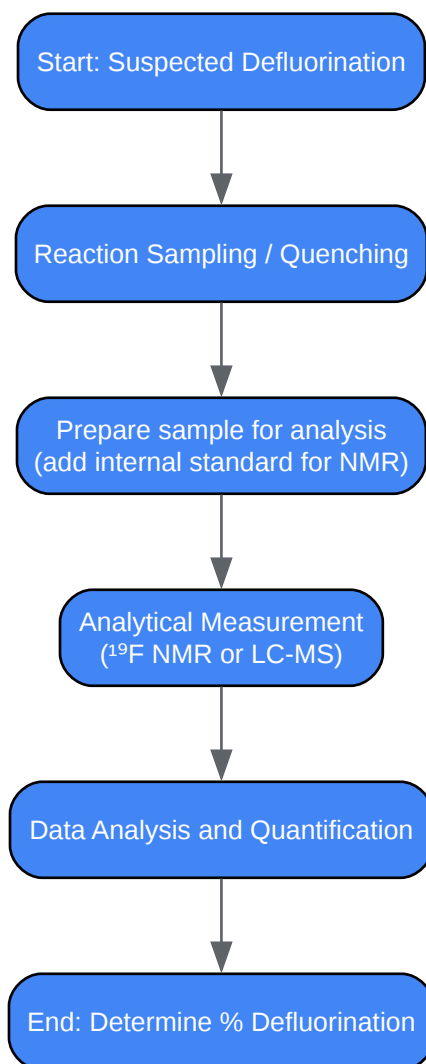 Start: Suspected Defluorination
Reaction Sampling / Quenching
Prepare sample for analysis
(add internal standard for NMR)
Analytical Measurement
(¹⁹F NMR or LC-MS)
Data Analysis and Quantification
End: Determine % Defluorination